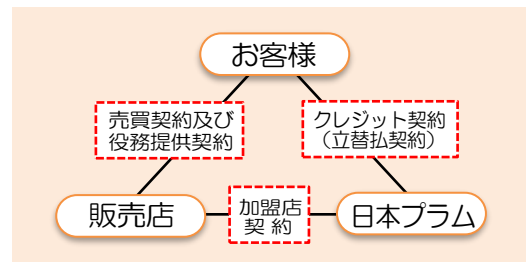 お客様
売買契約及び
役務提供契約
クレジット契約
（立替払契約）
販売店
加盟店
契 約
日本プラム